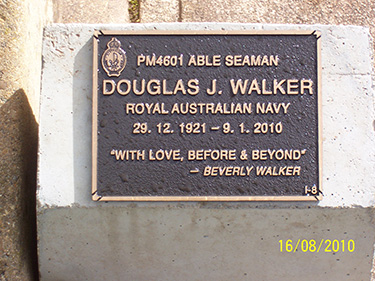 PM4601 ABLE SEAMAN
DOUGLAS J. WALKER
ROYAL AUSTRALIAN NAVY
29. 12. 1921 – 9. 1. 2010
"WITH LOVE, BEFORE & BEYOND"
– BEVERLY WALKER
I-8
16/08/2010